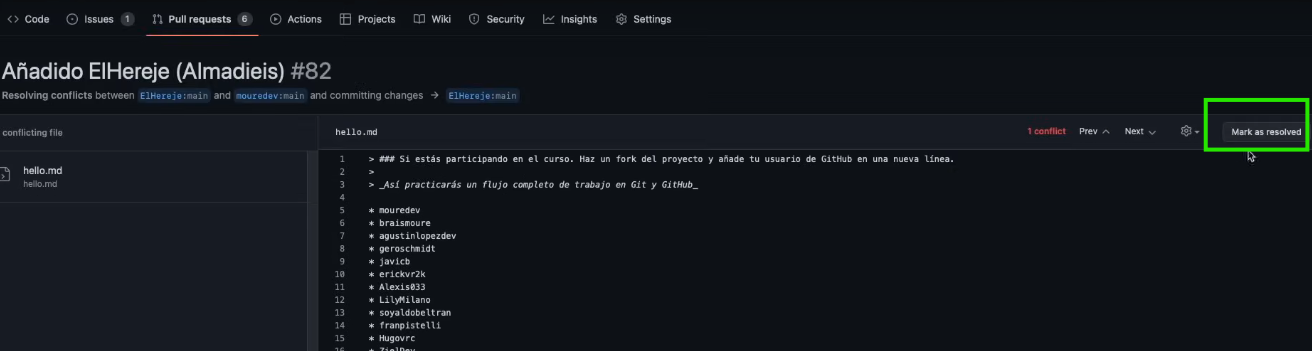 Code Issues 1 Pull requests 6 Actions Projects Wiki Security Insights Settings
Añadido ElHereje (Almadieis) #82
Resolving conflicts between ElHereje:main and mouredev:main and committing changes → ElHereje:main
conflicting file
hello.md
hello.md
hello.md 1 conflict Prev Next Mark as resolved
1 > ### Si estás participando en el curso. Haz un fork del proyecto y añade tu usuario de GitHub en una nueva línea.
2 >
3 > _Así practicarás un flujo completo de trabajo en Git y GitHub_
4
5 * mouredev
6 * braismoure
7 * agustinlopezdev
8 * geroschmidt
9 * javicb
10 * erickvr2k
11 * Alexis033
12 * LilyMilano
13 * soyaldobeltran
14 * franpistelli
15 * Hugovrc
16